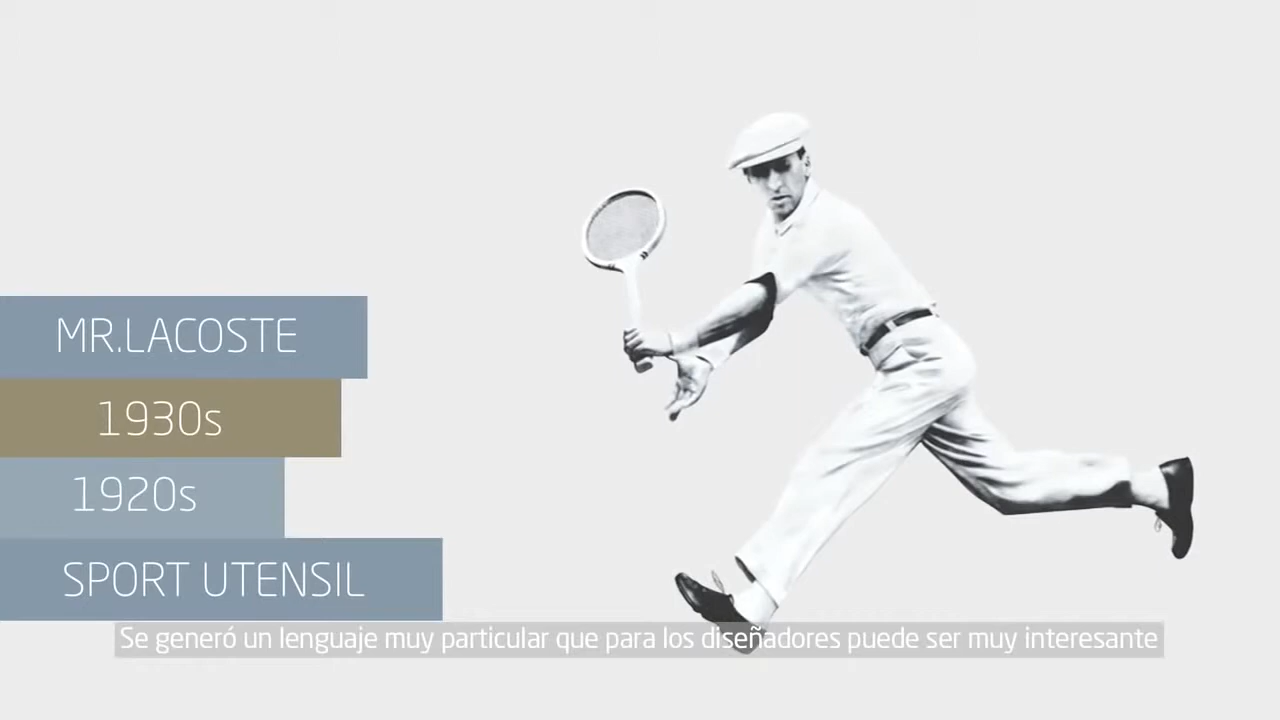 MR.LACOSTE
1930s
1920s
SPORT UTENSIL
Se generó un lenguaje muy particular que para los diseñadores puede ser muy interesante